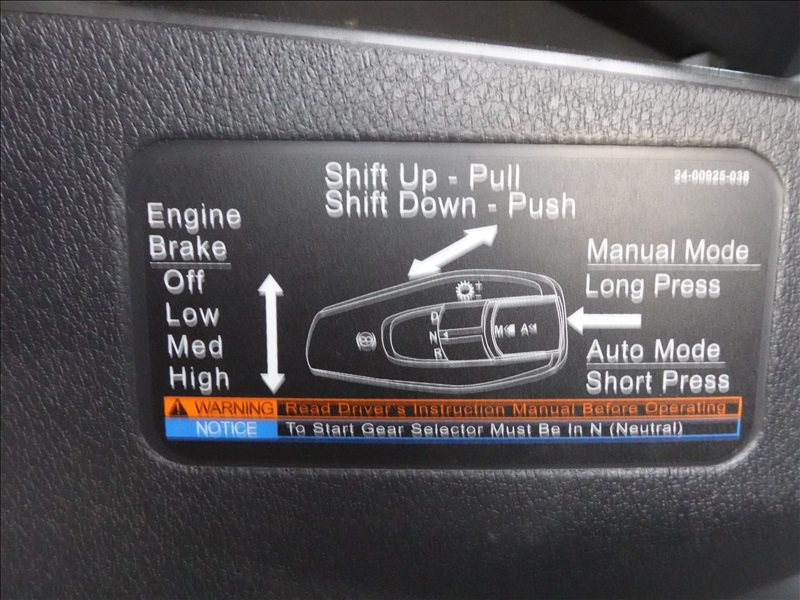 Shift Up - Pull
Shift Down - Push
24-00925-038
Engine
Brake
Off
Low
Med
High
Manual Mode
Long Press
Auto Mode
Short Press
+
-
D
N
R
M
A
WARNING Read Driver's Instruction Manual Before Operating
NOTICE To Start Gear Selector Must Be In N (Neutral)